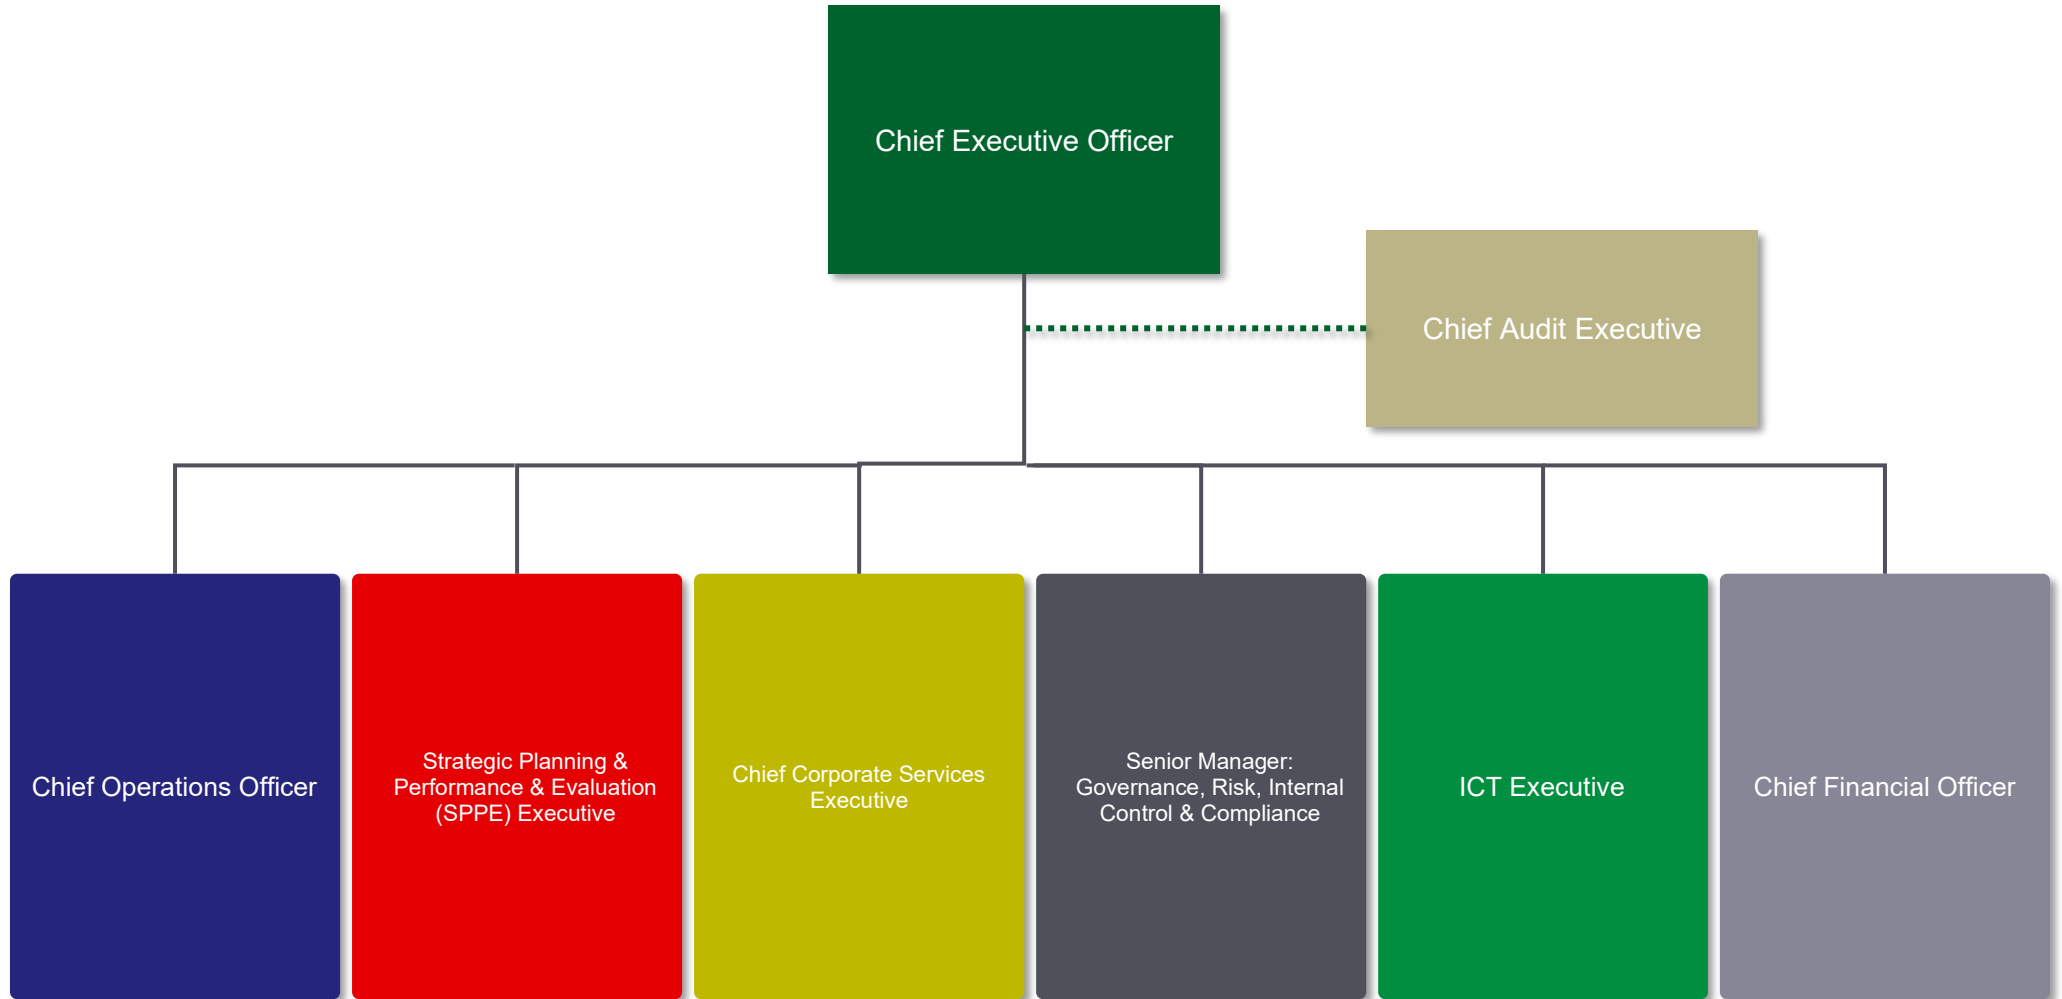 Chief Executive Officer
Chief Audit Executive
Chief Operations Officer
Strategic Planning &
Performance & Evaluation
(SPPE) Executive
Chief Corporate Services
Executive
Senior Manager:
Governance, Risk, Internal
Control & Compliance
ICT Executive
Chief Financial Officer